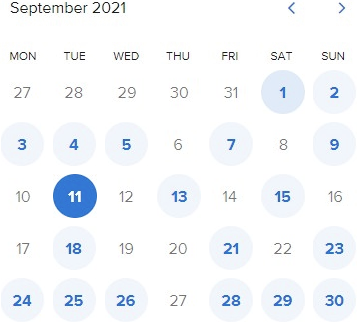 September 2021
MON TUE WED THU FRI SAT SUN
27 28 29 30 31 1 2
3 4 5 6 7 8 9
10 11 12 13 14 15 16
17 18 19 20 21 22 23
24 25 26 27 28 29 30